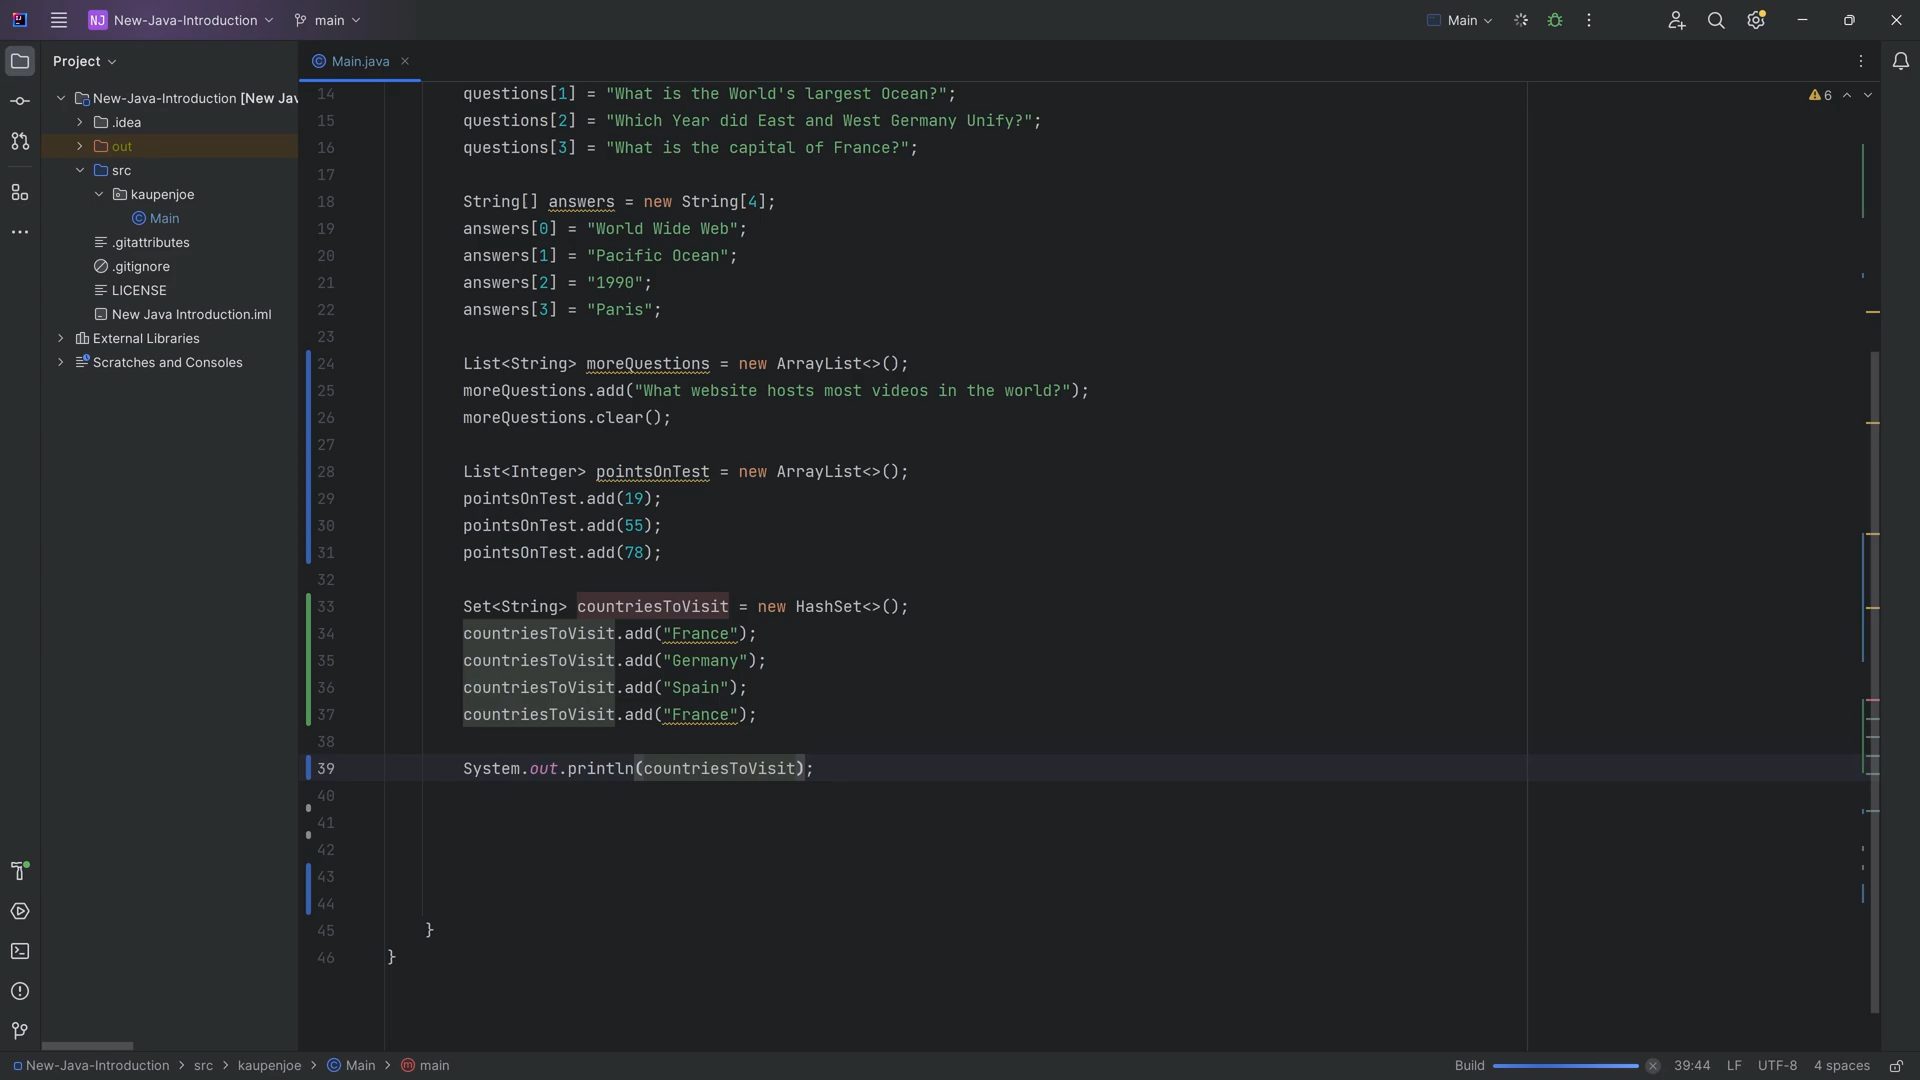 NJ New-Java-Introduction main Main
Project
Main.java
New-Java-Introduction [New Jav
.idea
out
src
kaupenjoe
Main
.gitattributes
.gitignore
LICENSE
New Java Introduction.iml
External Libraries
Scratches and Consoles
6
14 questions[1] = "What is the World's largest Ocean?";
15 questions[2] = "Which Year did East and West Germany Unify?";
16 questions[3] = "What is the capital of France?";
17
18 String[] answers = new String[4];
19 answers[0] = "World Wide Web";
20 answers[1] = "Pacific Ocean";
21 answers[2] = "1990";
22 answers[3] = "Paris";
23
24 List<String> moreQuestions = new ArrayList<>();
25 moreQuestions.add("What website hosts most videos in the world?");
26 moreQuestions.clear();
27
28 List<Integer> pointsOnTest = new ArrayList<>();
29 pointsOnTest.add(19);
30 pointsOnTest.add(55);
31 pointsOnTest.add(78);
32
33 Set<String> countriesToVisit = new HashSet<>();
34 countriesToVisit.add("France");
35 countriesToVisit.add("Germany");
36 countriesToVisit.add("Spain");
37 countriesToVisit.add("France");
38
39 System.out.println(countriesToVisit);
40
41
42
43
44
45 }
46 }
New-Java-Introduction > src > kaupenjoe > Main > main Build 39:44 LF UTF-8 4 spaces